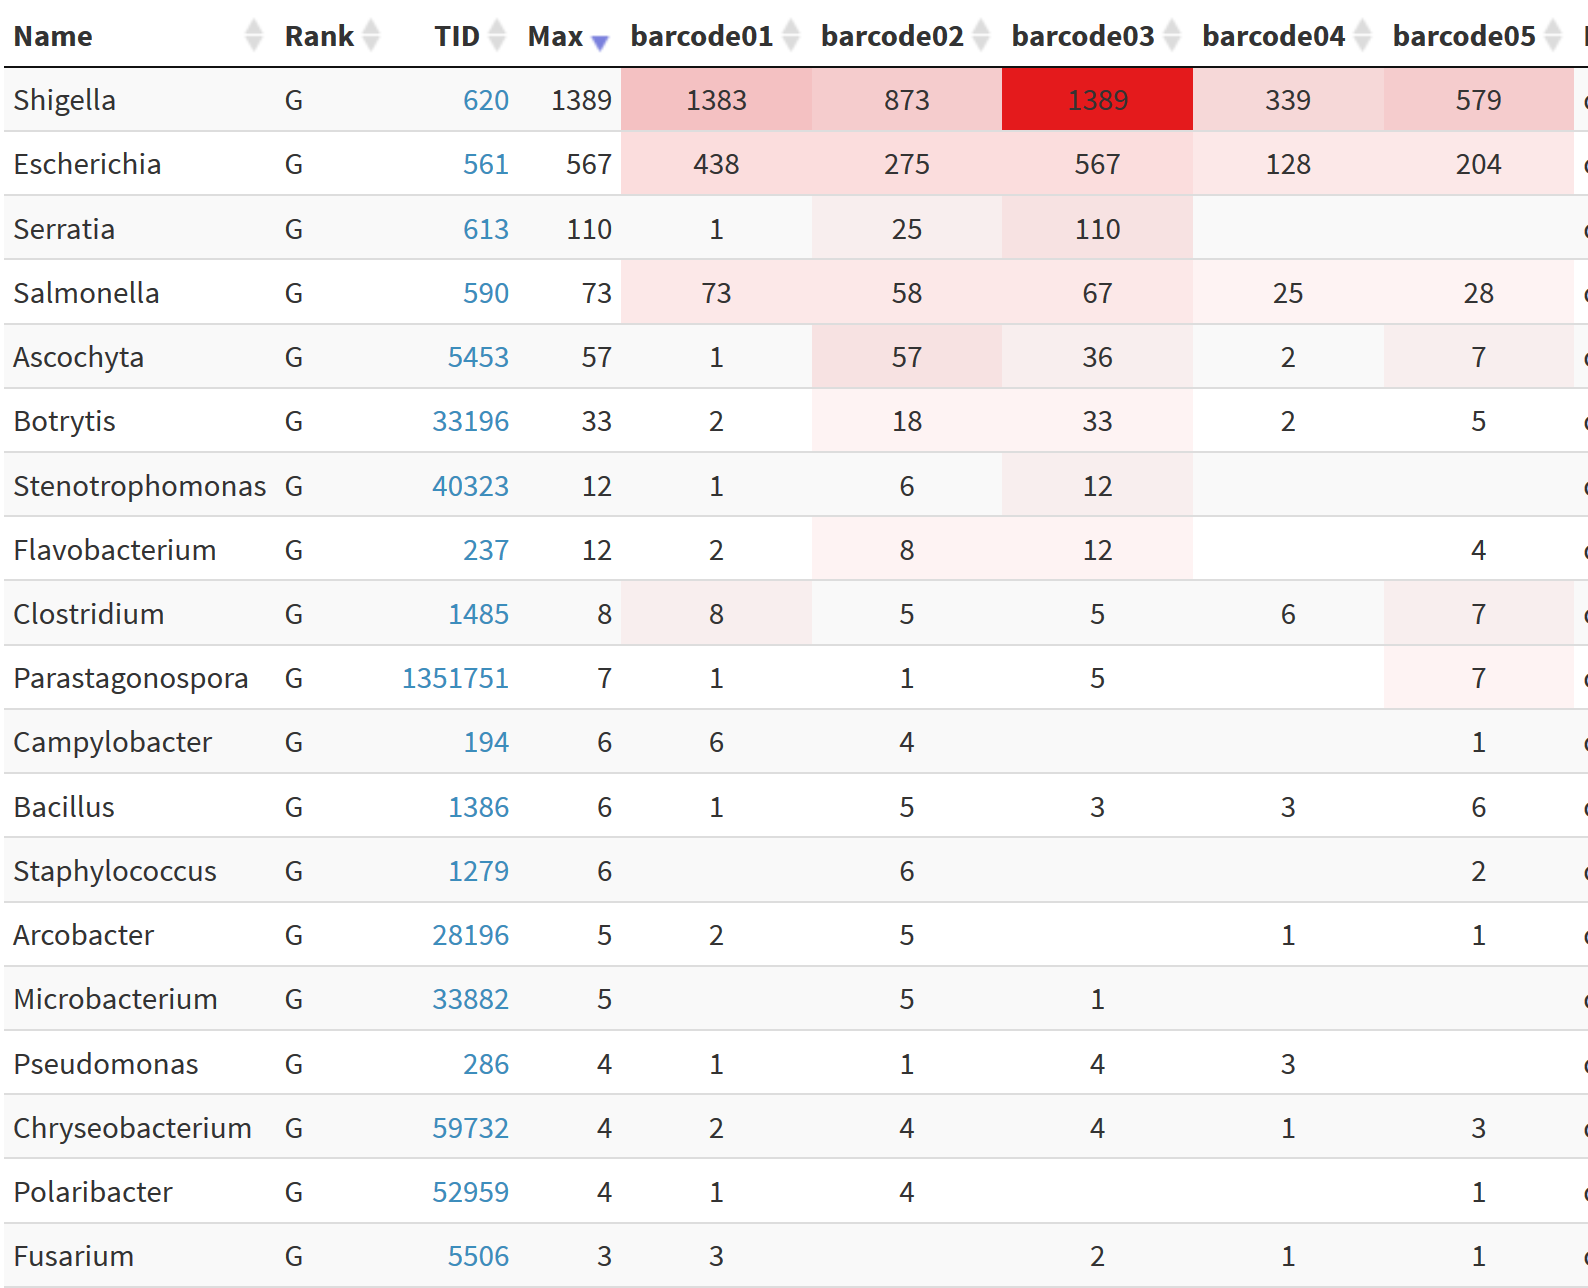 Name Rank TID Max barcode01 barcode02 barcode03 barcode04 barcode05
Shigella G 620 1389 1383 873 1389 339 579
Escherichia G 561 567 438 275 567 128 204
Serratia G 613 110 1 25 110
Salmonella G 590 73 73 58 67 25 28
Ascochyta G 5453 57 1 57 36 2 7
Botrytis G 33196 33 2 18 33 2 5
Stenotrophomonas G 40323 12 1 6 12
Flavobacterium G 237 12 2 8 12 4
Clostridium G 1485 8 8 5 5 6 7
Parastagonospora G 1351751 7 1 1 5 7
Campylobacter G 194 6 6 4 1
Bacillus G 1386 6 1 5 3 3 6
Staphylococcus G 1279 6 6 2
Arcobacter G 28196 5 2 5 1 1
Microbacterium G 33882 5 5 1
Pseudomonas G 286 4 1 1 4 3
Chryseobacterium G 59732 4 2 4 4 1 3
Polaribacter G 52959 4 1 4 1
Fusarium G 5506 3 3 2 1 1